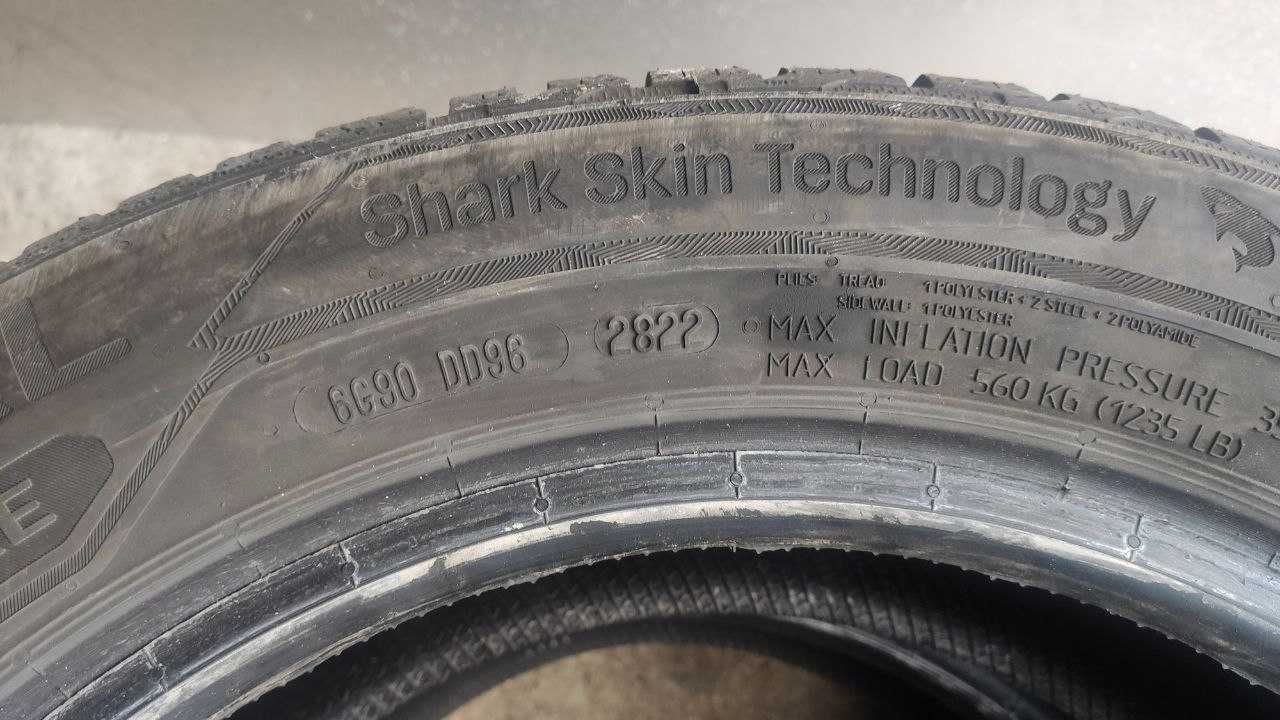 Shark Skin Technology
L
E
6G90 DD96
2822
PLIES: TREAD 1 POLYESTER + 2 STEEL + 2 POLYAMIDE
SIDEWALL: 1 POLYESTER
MAX INFLATION PRESSURE
MAX LOAD 560 KG (1235 LB)